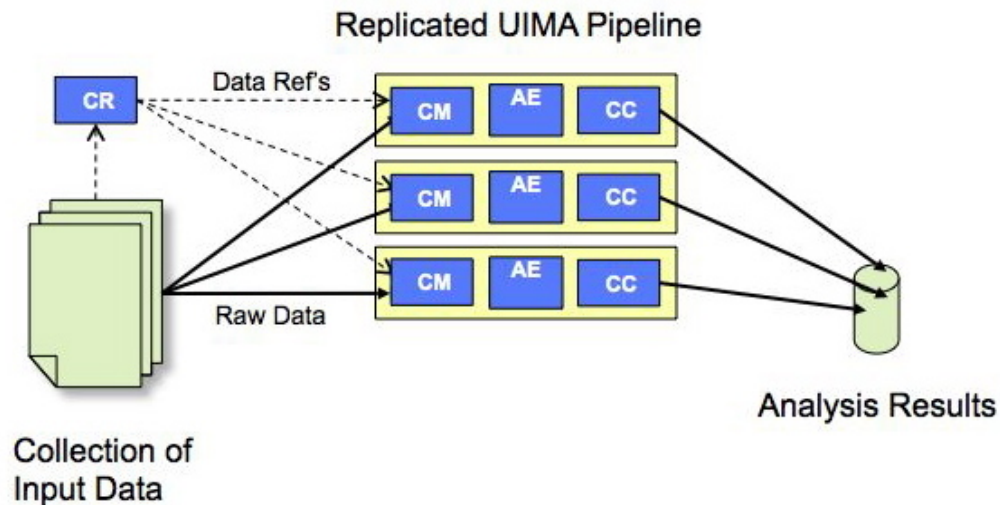 Replicated UIMA Pipeline
CR
Data Ref's
CM
AE
CC
CM
AE
CC
CM
AE
CC
Raw Data
Analysis Results
Collection of
Input Data